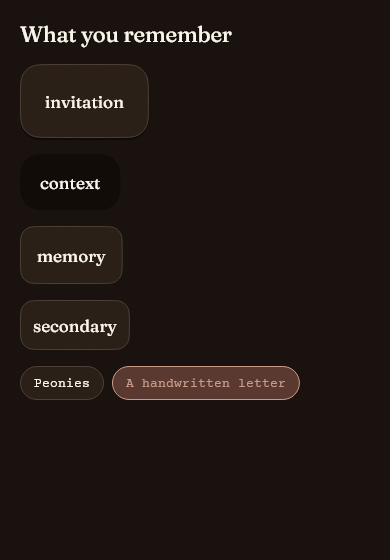 What you remember
invitation
context
memory
secondary
Peonies A handwritten letter